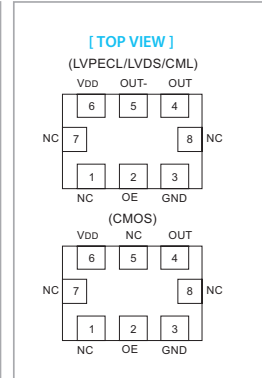 [ TOP VIEW ]
(LVPECL/LVDS/CML)
VDD OUT- OUT
6 5 4
NC 7 8 NC
1 2 3
NC OE GND
(CMOS)
VDD NC OUT
6 5 4
NC 7 8 NC
1 2 3
NC OE GND